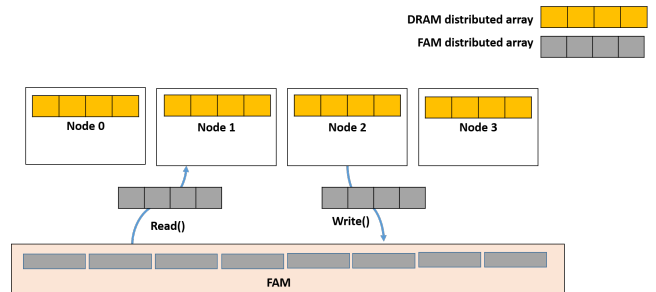 DRAM distributed array
FAM distributed array
Node 0
Node 1
Node 2
Node 3
Read()
Write()
FAM